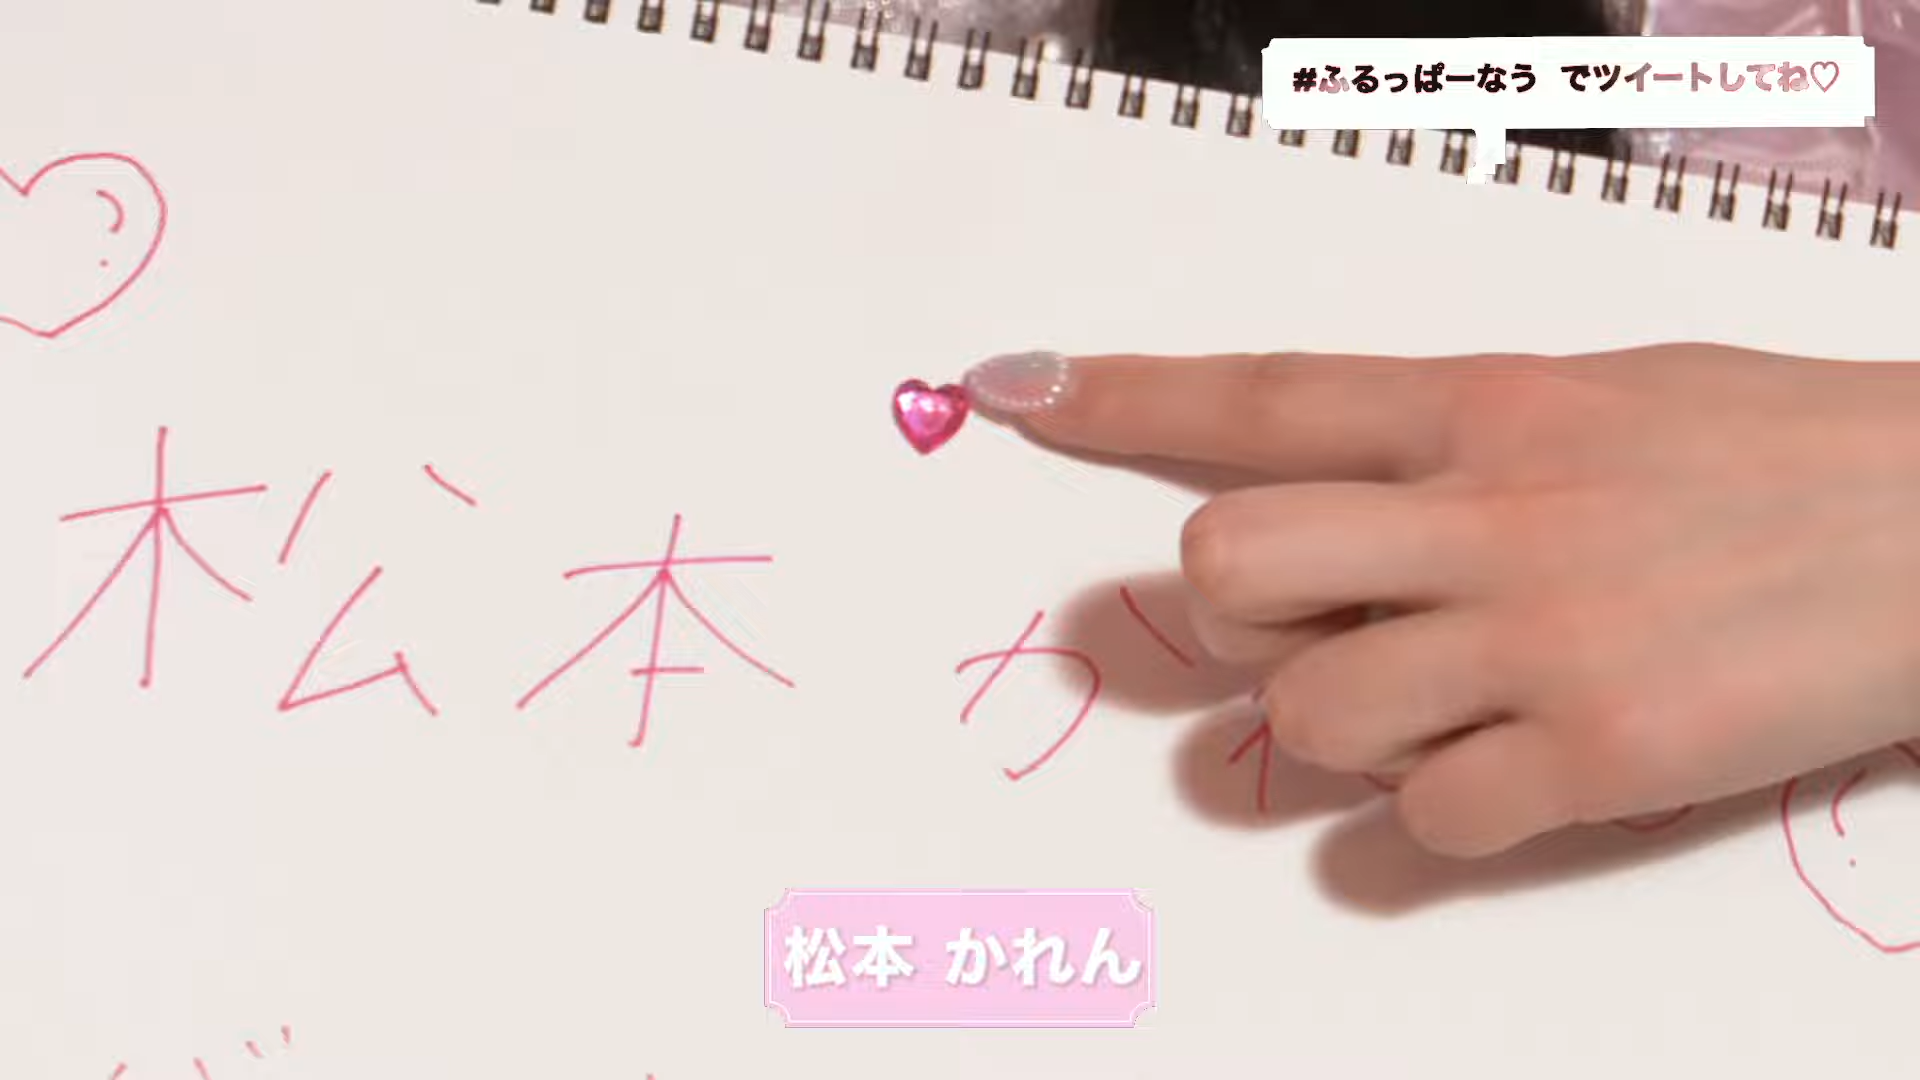 #ふるっぱーなう でツイートしてね♡
松本 か
松本 かれん